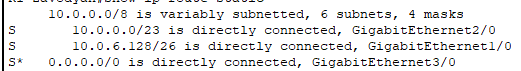 10.0.0.0/8 is variably subnetted, 6 subnets, 4 masks
S 10.0.0.0/23 is directly connected, GigabitEthernet2/0
S 10.0.6.128/26 is directly connected, GigabitEthernet1/0
S* 0.0.0.0/0 is directly connected, GigabitEthernet3/0